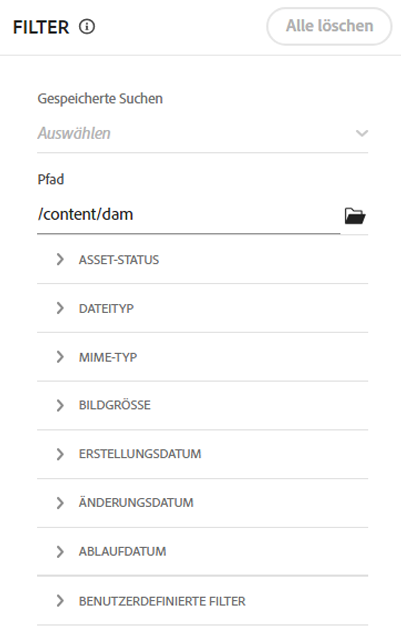 FILTER
Alle löschen
Gespeicherte Suchen
Auswählen
Pfad
/content/dam
ASSET-STATUS
DATEITYP
MIME-TYP
BILDGRÖSSE
ERSTELLUNGSDATUM
ÄNDERUNGSDATUM
ABLAUFDATUM
BENUTZERDEFINIERTE FILTER